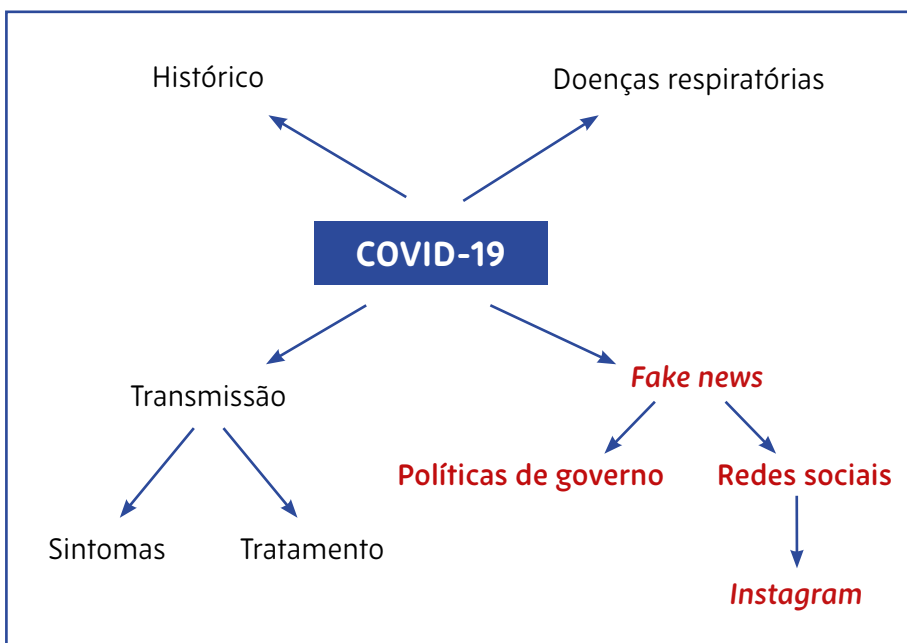 Histórico
Doenças respiratórias
COVID-19
Fake news
Transmissão
Políticas de governo
Redes sociais
Sintomas
Tratamento
Instagram